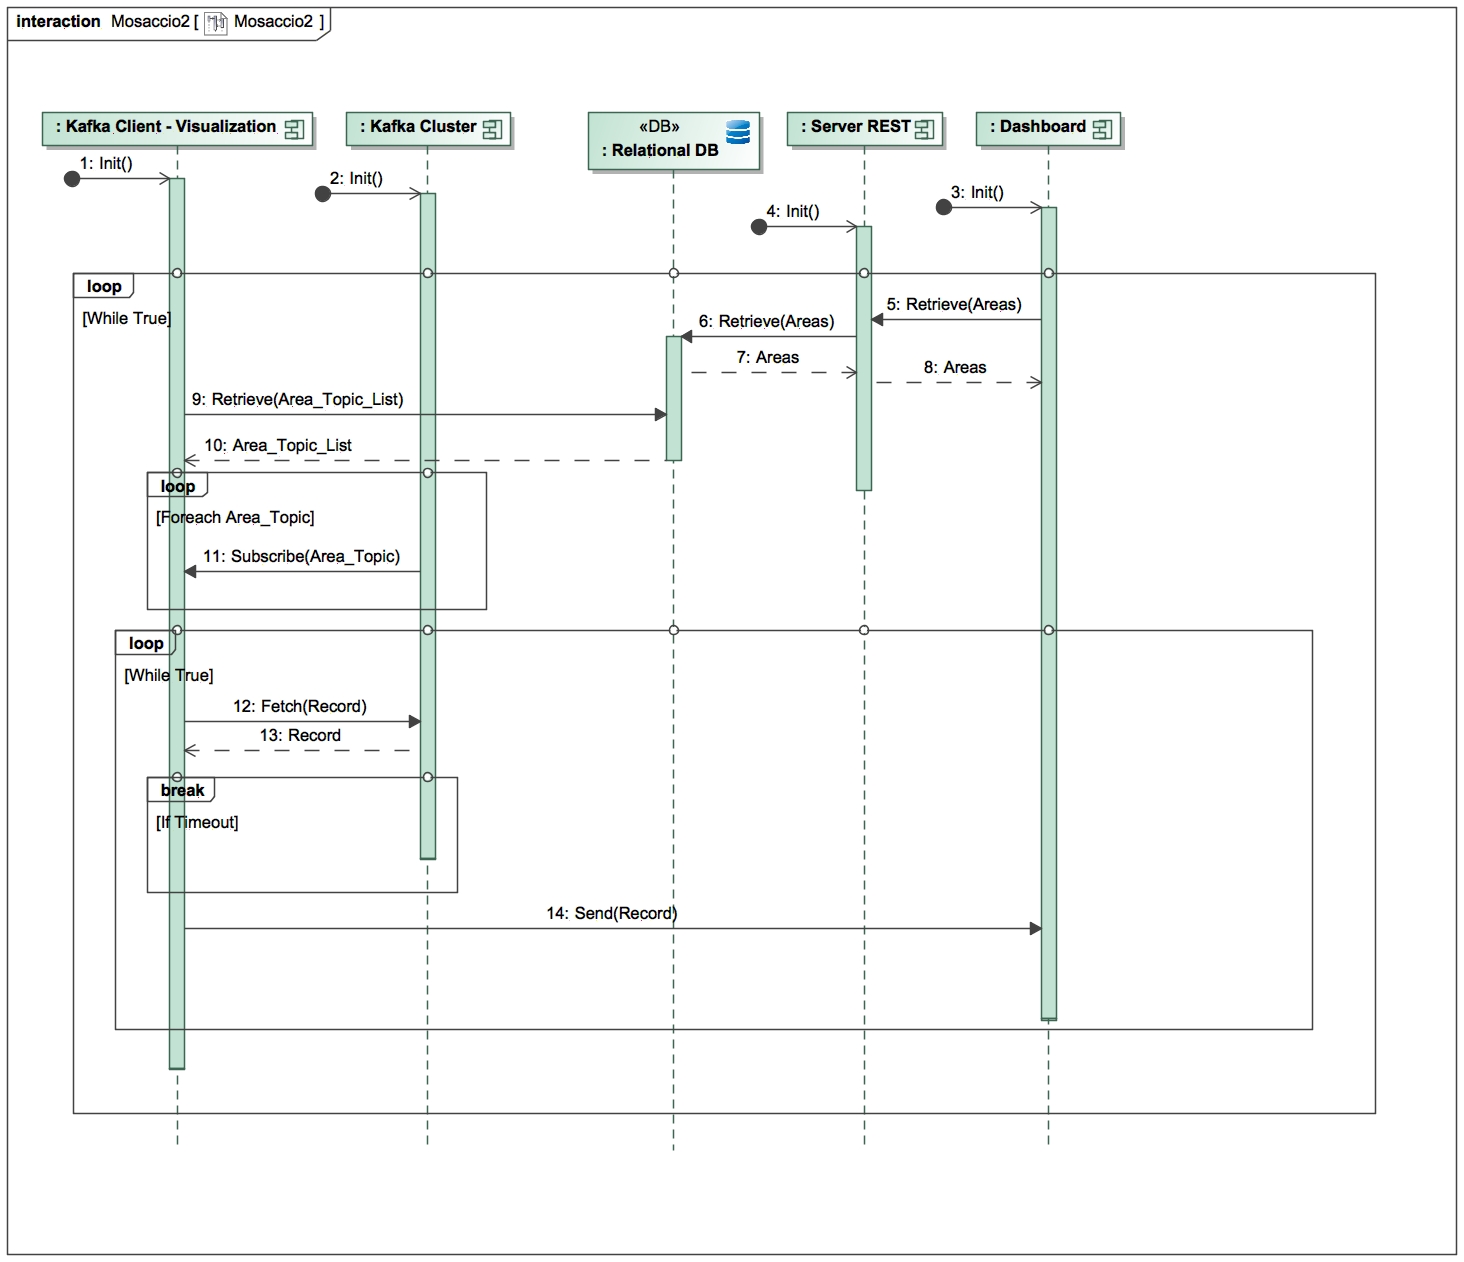 interaction Mosaccio2 [ Mosaccio2 ]
: Kafka Client - Visualization
: Kafka Cluster
«DB»
: Relational DB
: Server REST
: Dashboard
1: Init()
2: Init()
3: Init()
4: Init()
loop
[While True]
5: Retrieve(Areas)
6: Retrieve(Areas)
7: Areas
8: Areas
9: Retrieve(Area_Topic_List)
10: Area_Topic_List
loop
[Foreach Area_Topic]
11: Subscribe(Area_Topic)
loop
[While True]
12: Fetch(Record)
13: Record
break
[If Timeout]
14: Send(Record)